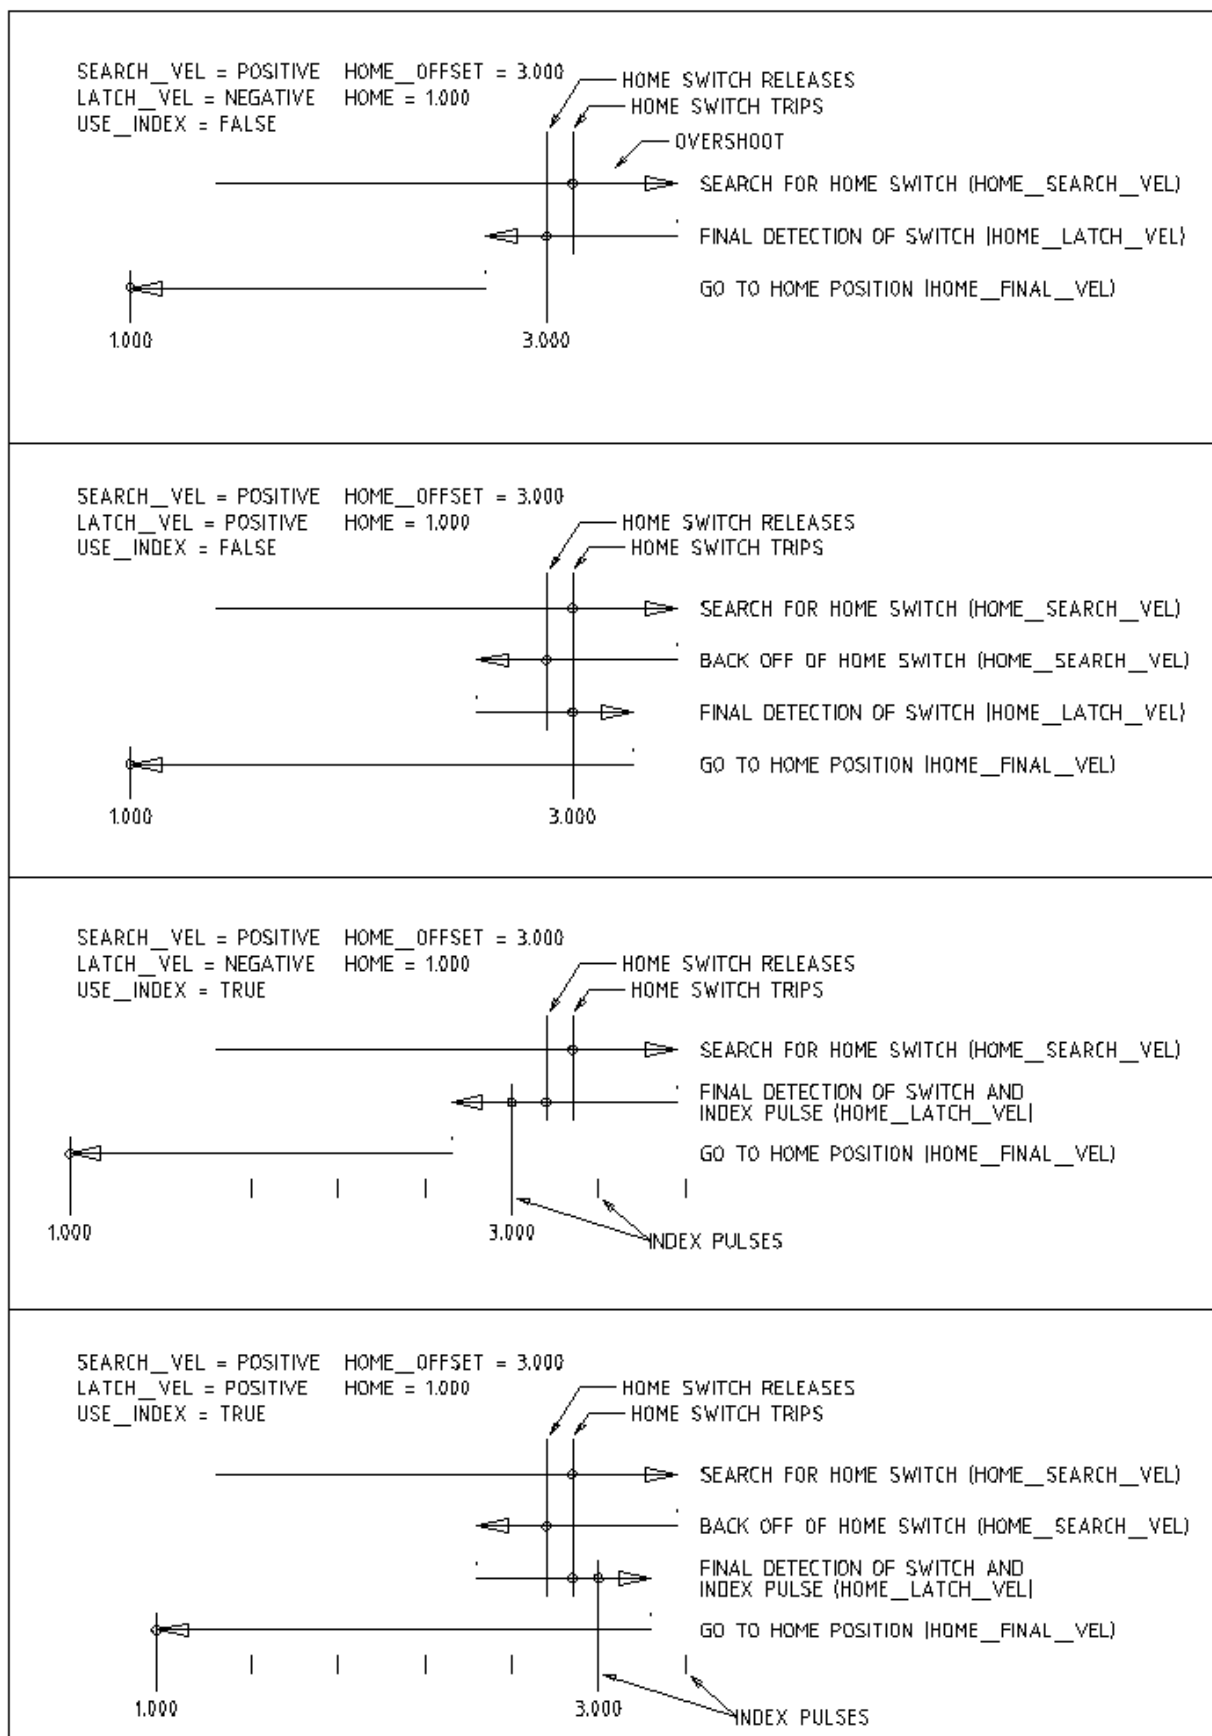 SEARCH_VEL = POSITIVE HOME_OFFSET = 3.000
LATCH_VEL = NEGATIVE HOME = 1.000
USE_INDEX = FALSE
HOME SWITCH RELEASES
HOME SWITCH TRIPS
OVERSHOOT
SEARCH FOR HOME SWITCH (HOME_SEARCH_VEL)
FINAL DETECTION OF SWITCH (HOME_LATCH_VEL)
GO TO HOME POSITION (HOME_FINAL_VEL)
1.000 3.000
SEARCH_VEL = POSITIVE HOME_OFFSET = 3.000
LATCH_VEL = POSITIVE HOME = 1.000
USE_INDEX = FALSE
HOME SWITCH RELEASES
HOME SWITCH TRIPS
SEARCH FOR HOME SWITCH (HOME_SEARCH_VEL)
BACK OFF OF HOME SWITCH (HOME_SEARCH_VEL)
FINAL DETECTION OF SWITCH (HOME_LATCH_VEL)
GO TO HOME POSITION (HOME_FINAL_VEL)
1.000 3.000
SEARCH_VEL = POSITIVE HOME_OFFSET = 3.000
LATCH_VEL = NEGATIVE HOME = 1.000
USE_INDEX = TRUE
HOME SWITCH RELEASES
HOME SWITCH TRIPS
SEARCH FOR HOME SWITCH (HOME_SEARCH_VEL)
FINAL DETECTION OF SWITCH AND
INDEX PULSE (HOME_LATCH_VEL)
GO TO HOME POSITION (HOME_FINAL_VEL)
1.000 3.000
INDEX PULSES
SEARCH_VEL = POSITIVE HOME_OFFSET = 3.000
LATCH_VEL = POSITIVE HOME = 1.000
USE_INDEX = TRUE
HOME SWITCH RELEASES
HOME SWITCH TRIPS
SEARCH FOR HOME SWITCH (HOME_SEARCH_VEL)
BACK OFF OF HOME SWITCH (HOME_SEARCH_VEL)
FINAL DETECTION OF SWITCH AND
INDEX PULSE (HOME_LATCH_VEL)
GO TO HOME POSITION (HOME_FINAL_VEL)
1.000 3.000
INDEX PULSES